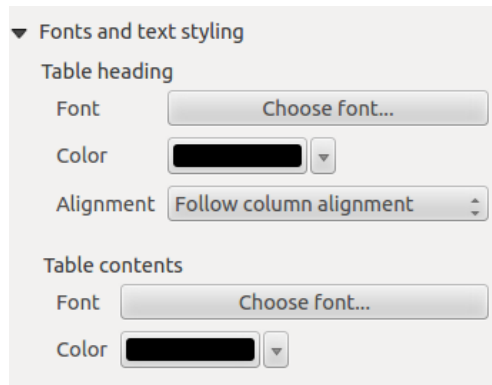 Fonts and text styling
Table heading
Font Choose font...
Color
Alignment Follow column alignment
Table contents
Font Choose font...
Color